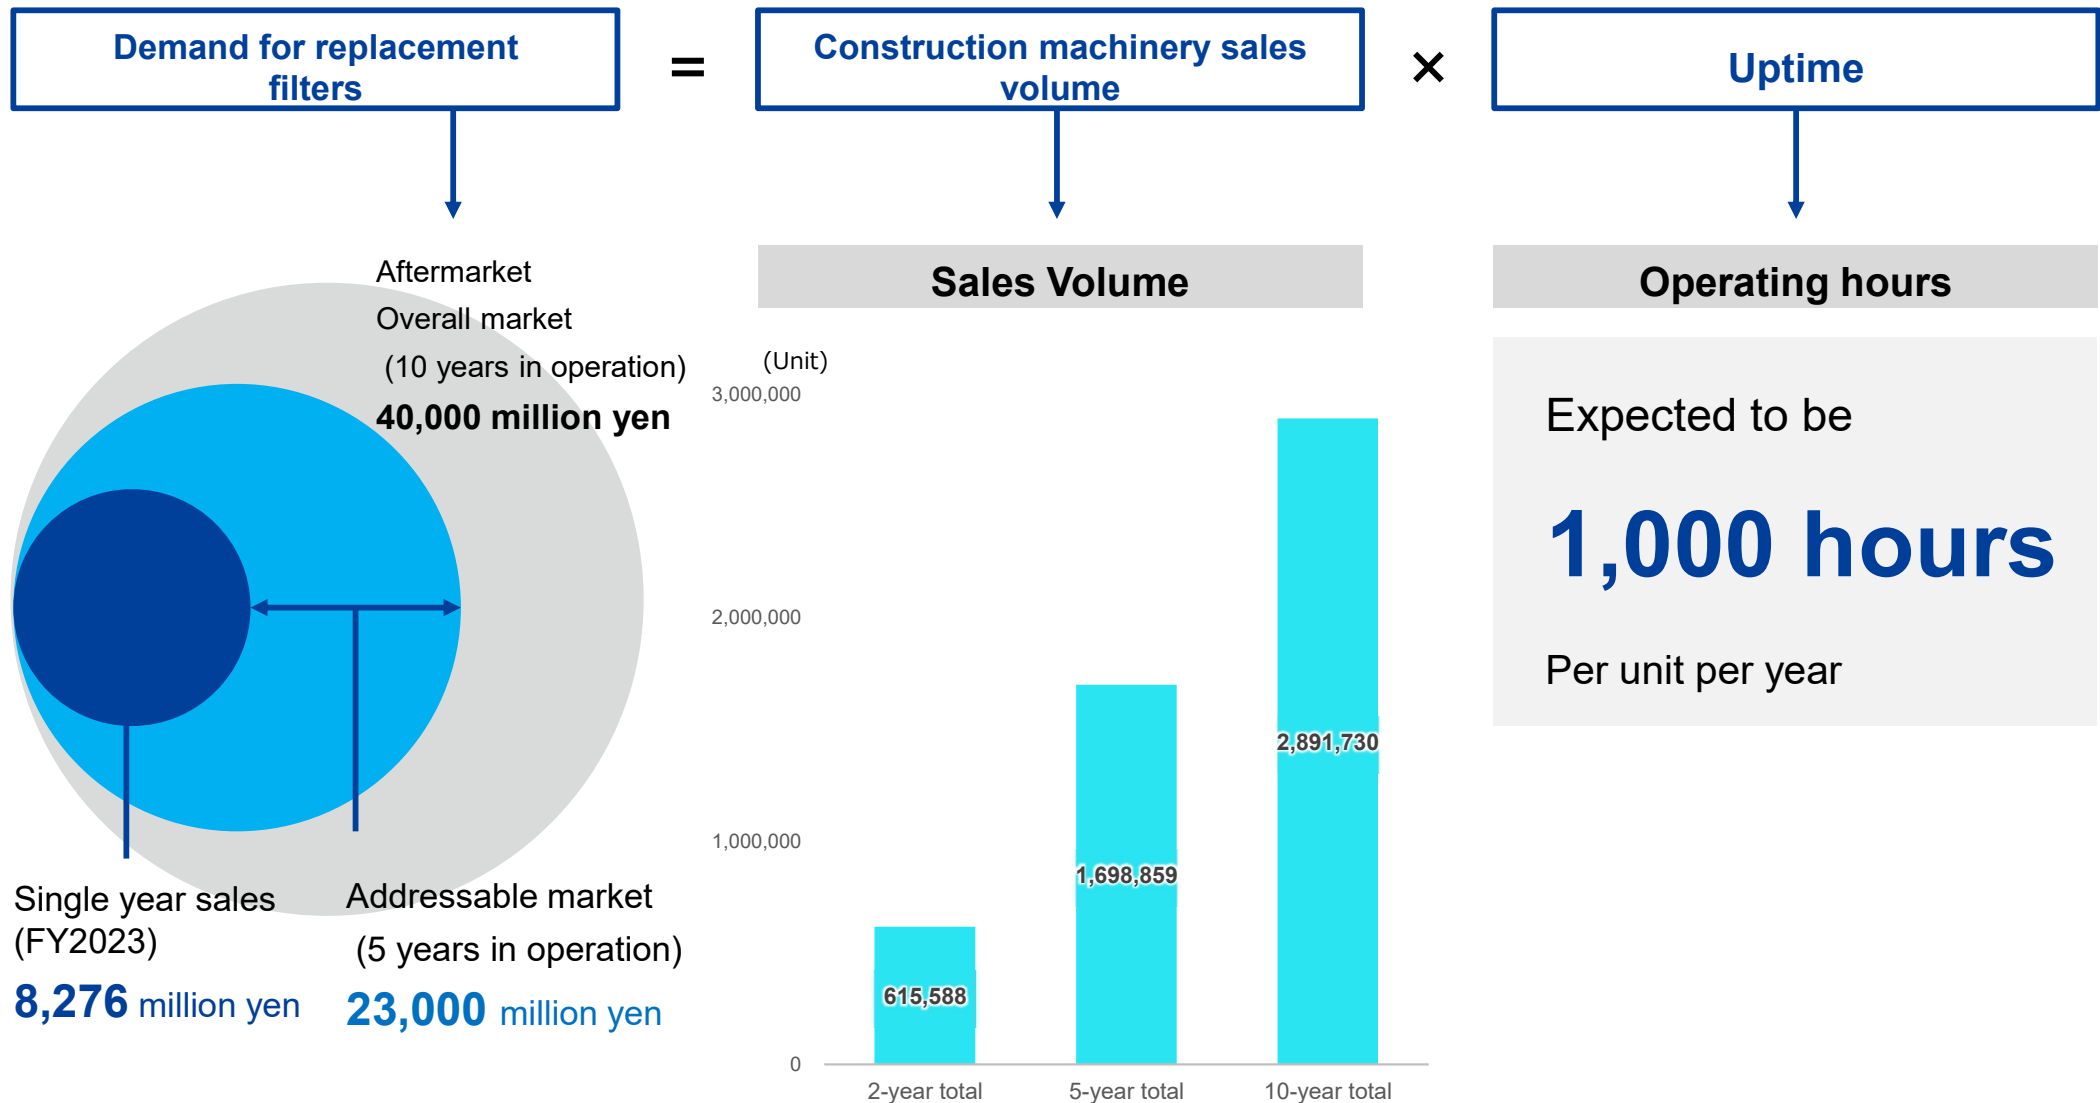 Demand for replacement
filters
=
Construction machinery sales
volume
×
Uptime
Aftermarket
Overall market
(10 years in operation)
40,000 million yen
Single year sales
(FY2023)
8,276 million yen
Addressable market
(5 years in operation)
23,000 million yen
Sales Volume
(Unit)
3,000,000
2,000,000
1,000,000
0
615,588
1,698,859
2,891,730
2-year total
5-year total
10-year total
Operating hours
Expected to be
1,000 hours
Per unit per year